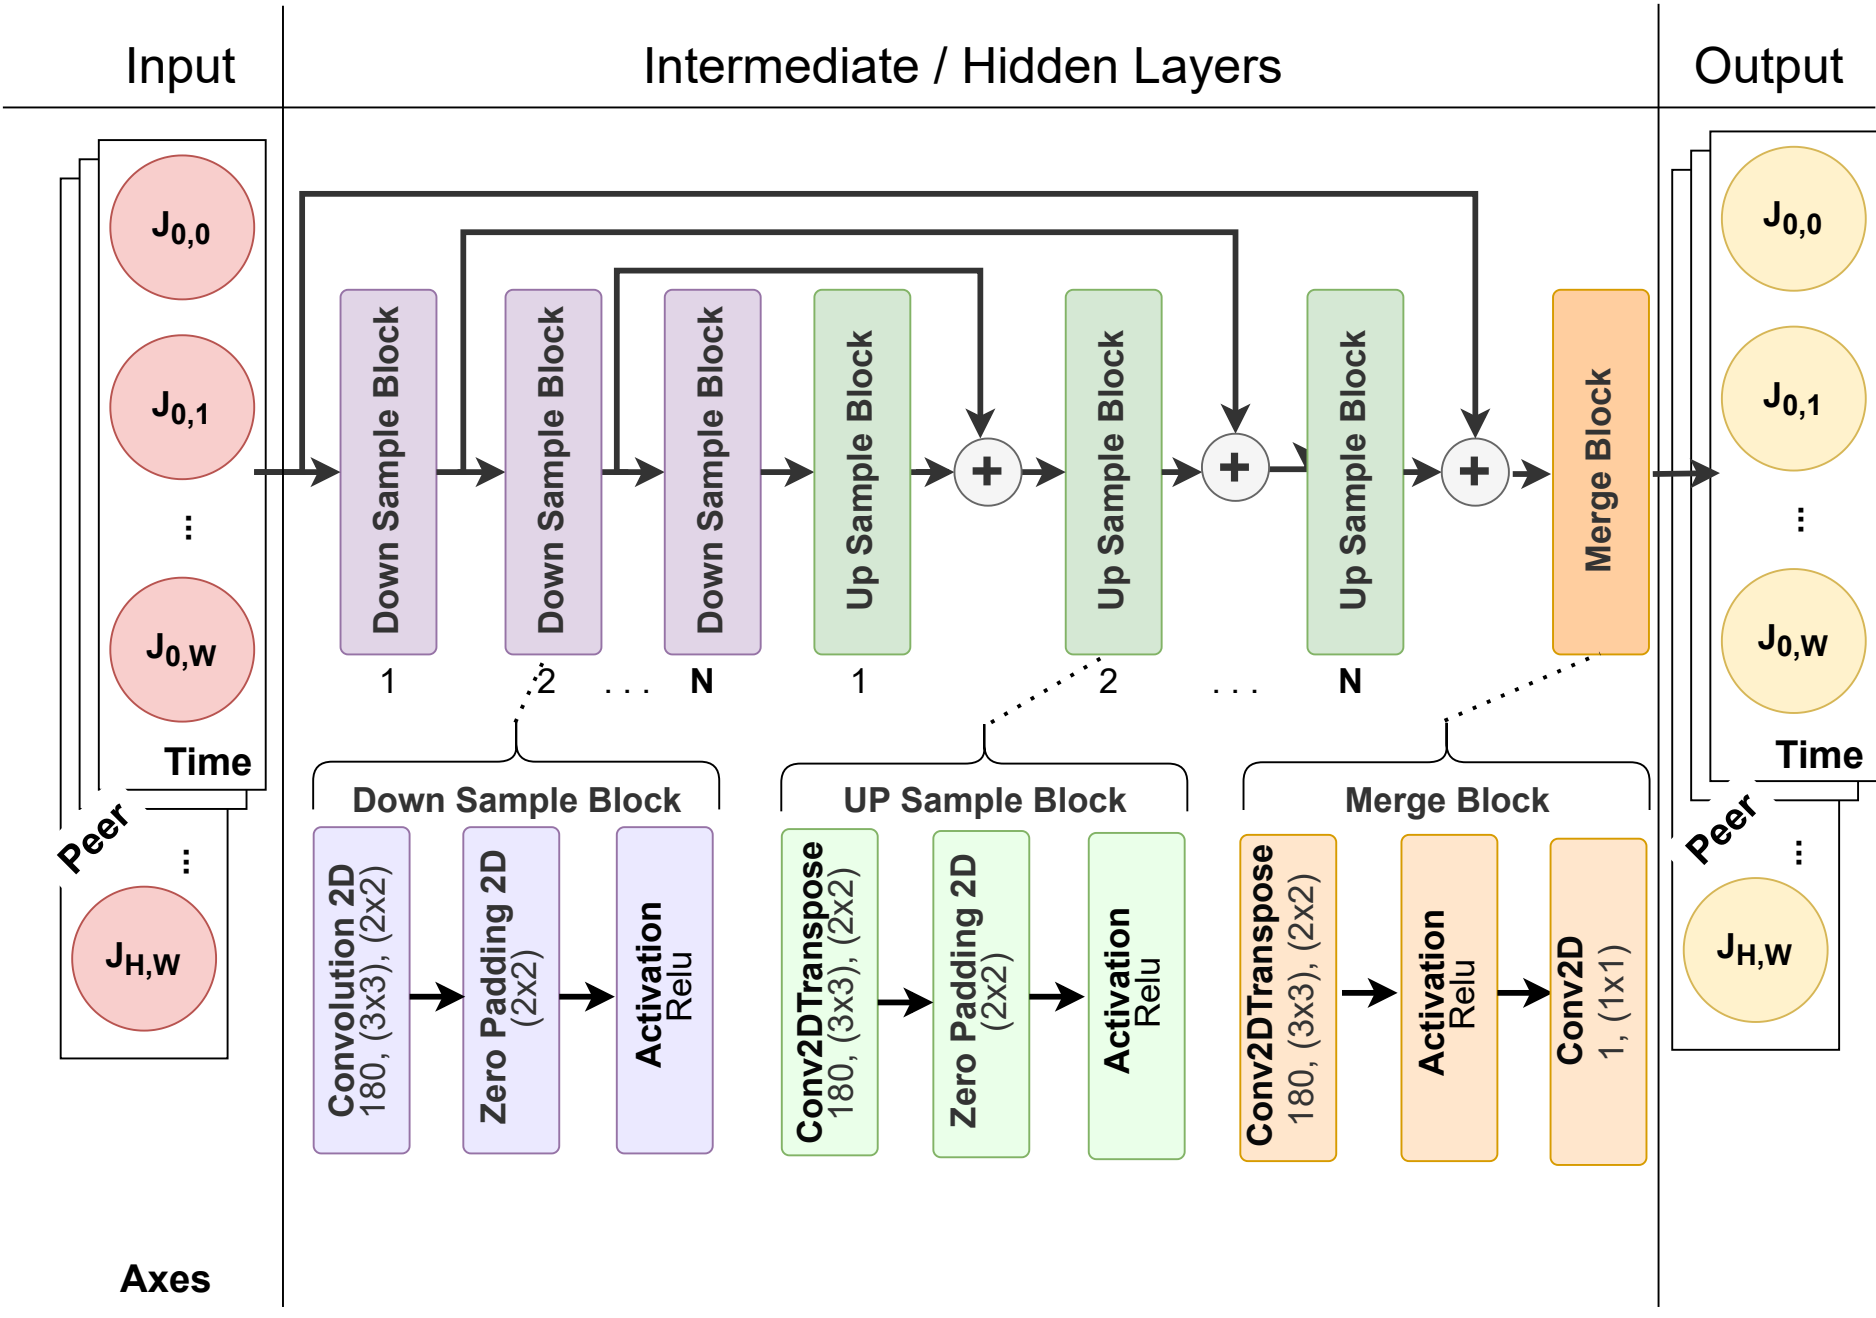 Input
Intermediate / Hidden Layers
Output
J0,0
J0,1
...
J0,W
Time
Peer
...
JH,W
Axes
Down Sample Block
Down Sample Block
Down Sample Block
Up Sample Block
+
Up Sample Block
+
Up Sample Block
+
Merge Block
1
2
. . .
N
1
2
. . .
N
Down Sample Block
Convolution 2D
180, (3x3), (2x2)
Zero Padding 2D
(2x2)
Activation
Relu
UP Sample Block
Conv2DTranspose
180, (3x3), (2x2)
Zero Padding 2D
(2x2)
Activation
Relu
Merge Block
Conv2DTranspose
180, (3x3), (2x2)
Activation
Relu
Conv2D
1, (1x1)
J0,0
J0,1
...
J0,W
Time
Peer
...
JH,W